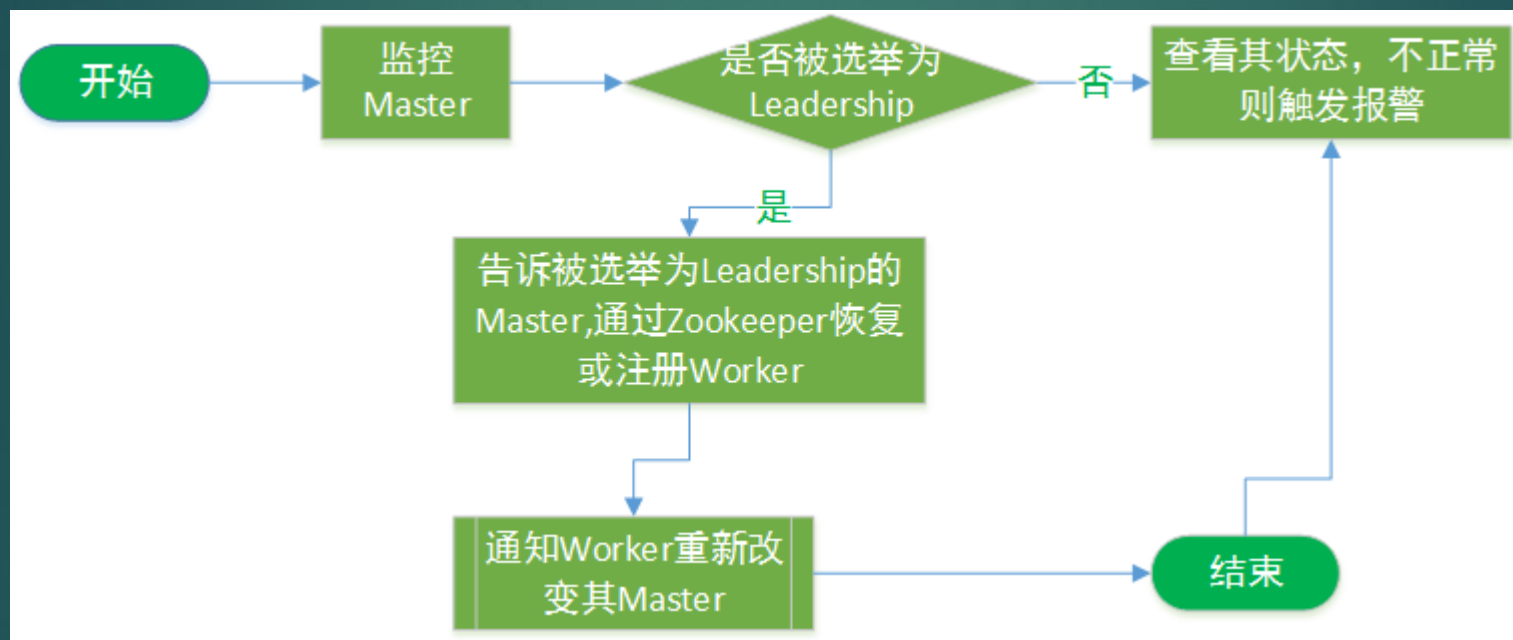 开始
监控
Master
是否被选举为
Leadership
否
查看其状态，不正常
则触发报警
是
告诉被选举为Leadership的
Master,通过Zookeeper恢复
或注册Worker
通知Worker重新改
变其Master
结束